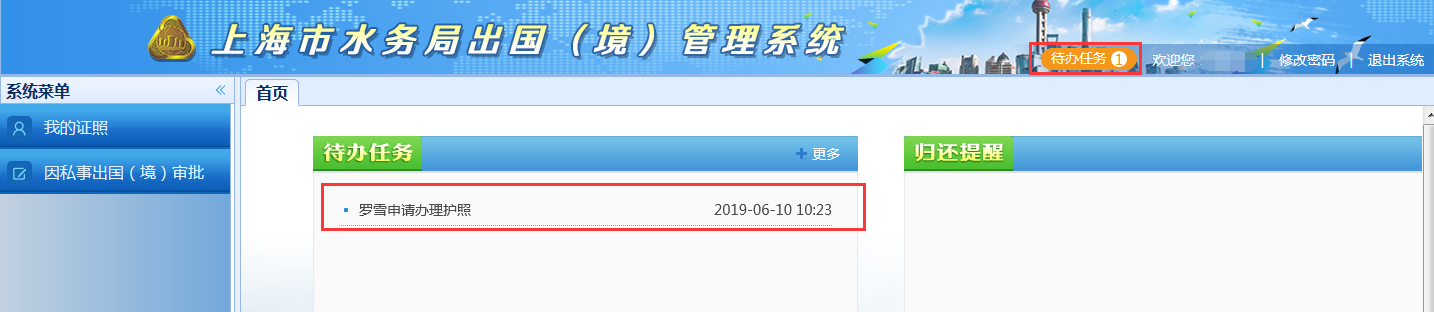 上海市水务局出国（境）管理系统
待办任务 1 欢迎您 | 修改密码 | 退出系统
系统菜单 «
首页
我的证照
因私事出国（境）审批
待办任务 + 更多
罗雪申请办理护照 2019-06-10 10:23
归还提醒